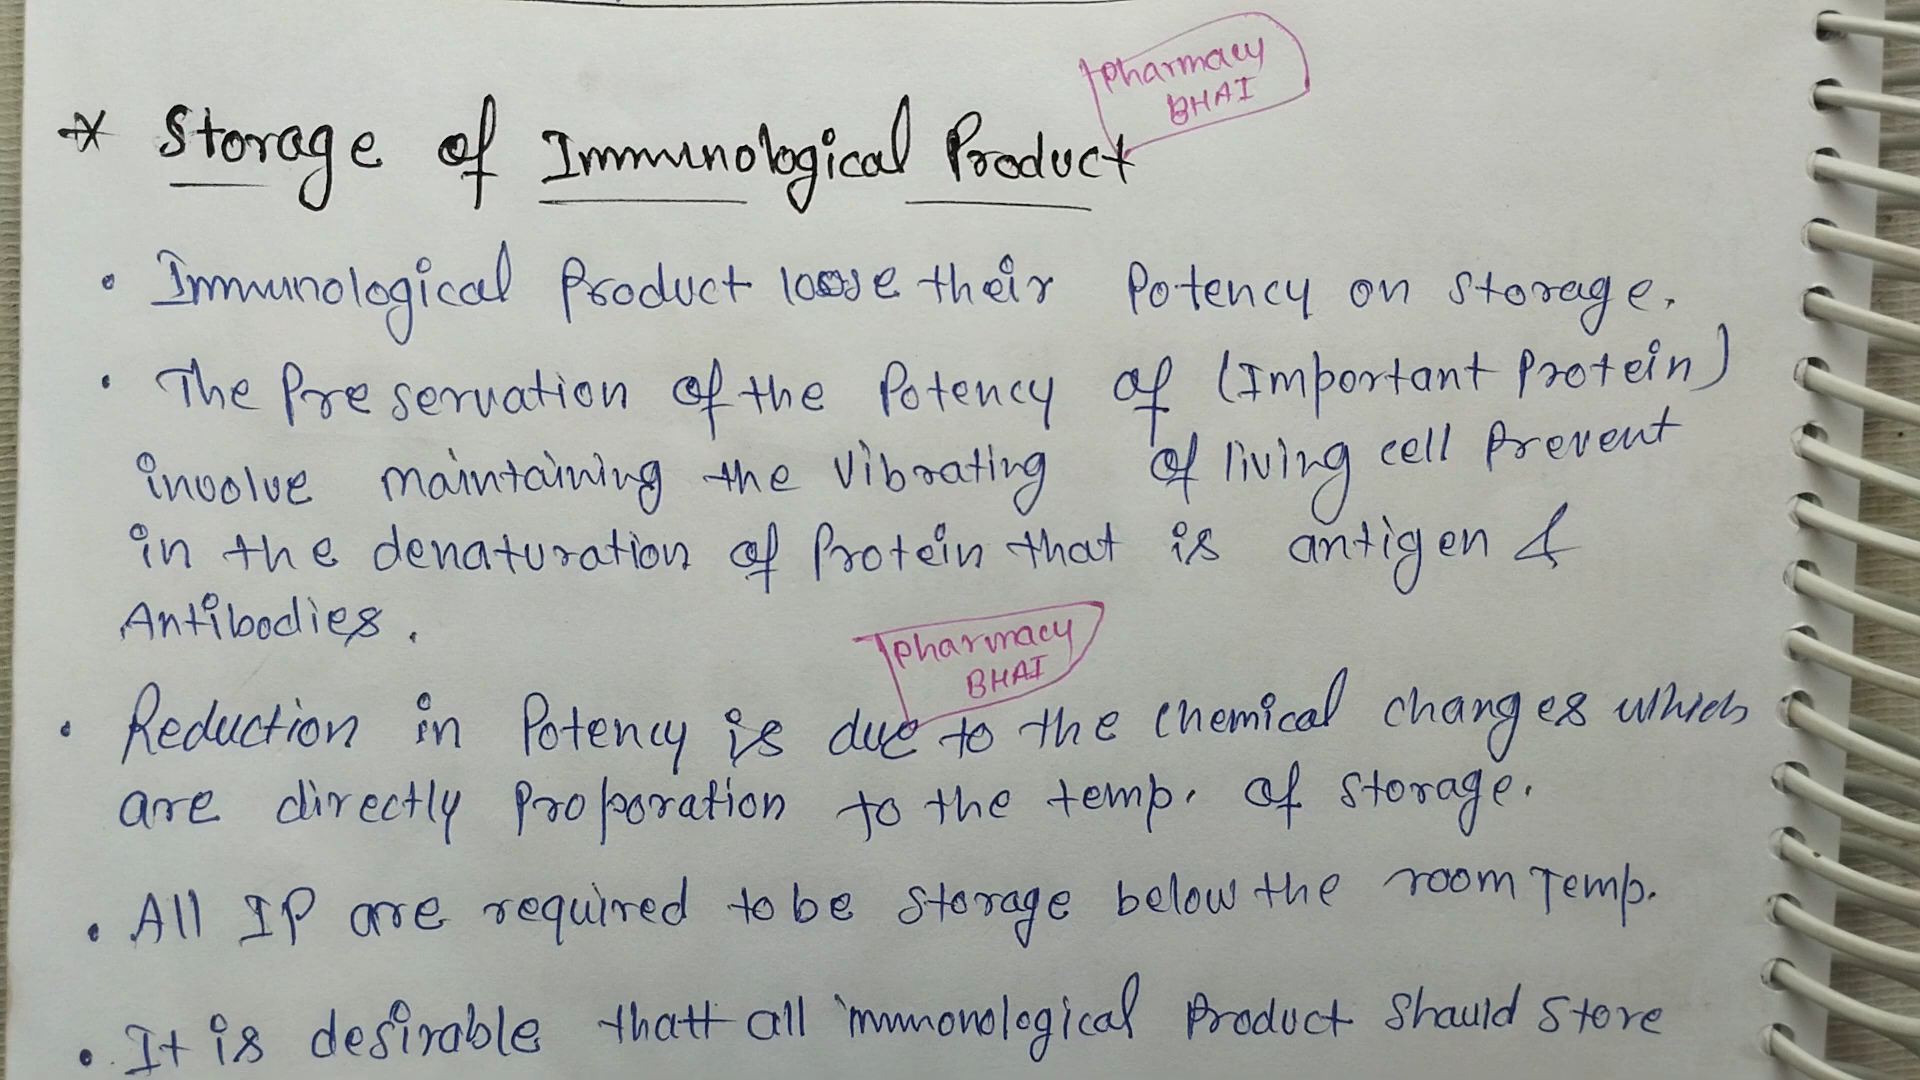 Pharmacy
BHAI
* Storage of Immunological Product
• Immunological Product loose their Potency on storage.
• The Preservation of the Potency of (Important Protein)
involve maintaining the vibrating of living cell Prevent
in the denaturation of Protein that is antigen &
Antibodies.
Pharmacy
BHAI
• Reduction in Potency is due to the chemical changes which
are directly Proporation to the temp. of storage.
• All IP are required to be storage below the room Temp.
• It is desirable thatt all immonological Product Should Store